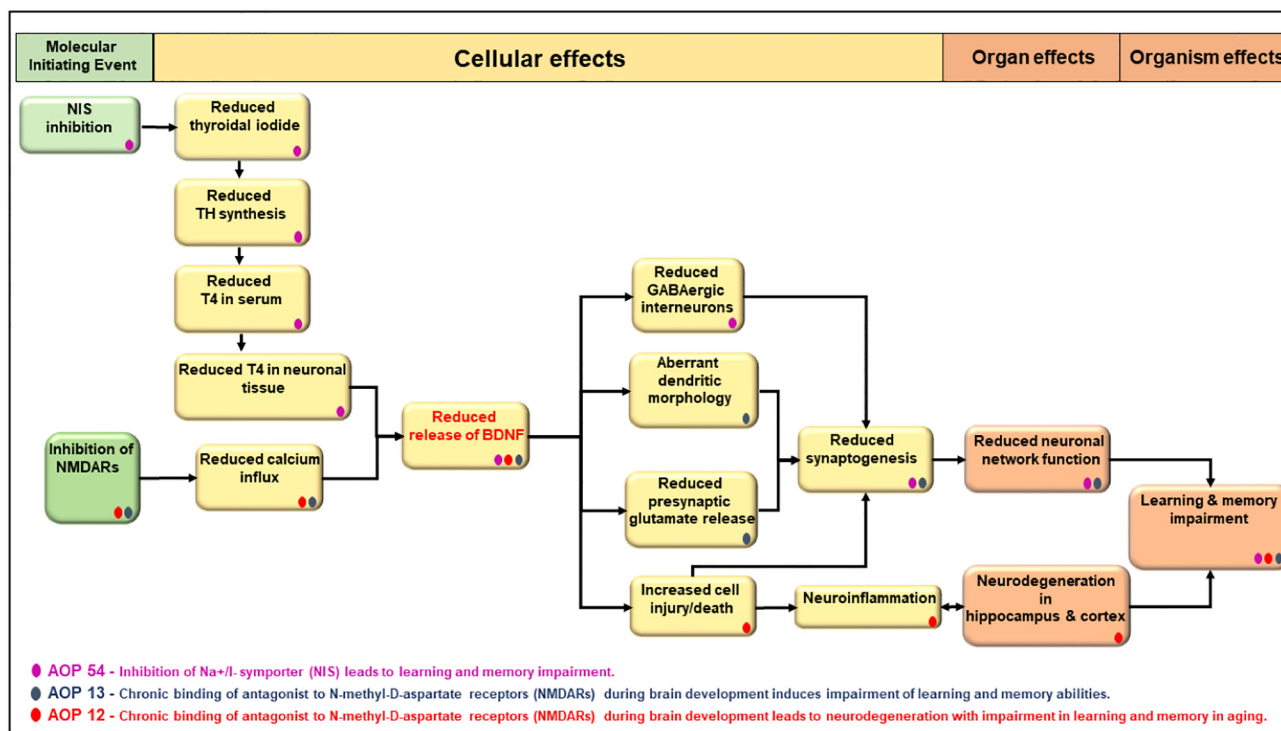 Molecular
Initiating Event
Cellular effects
Organ effects
Organism effects
NIS
inhibition
Reduced
thyroidal iodide
Reduced
TH synthesis
Reduced
T4 in serum
Reduced T4 in neuronal
tissue
Inhibition of
NMDARs
Reduced calcium
influx
Reduced
release of BDNF
Reduced
GABAergic
interneurons
Aberrant
dendritic
morphology
Reduced
presynaptic
glutamate release
Increased cell
injury/death
Reduced
synaptogenesis
Neuroinflammation
Reduced neuronal
network function
Neurodegeneration
in
hippocampus & cortex
Learning & memory
impairment
AOP 54 - Inhibition of Na+/I- symporter (NIS) leads to learning and memory impairment.
AOP 13 - Chronic binding of antagonist to N-methyl-D-aspartate receptors (NMDARs) during brain development induces impairment of learning and memory abilities.
AOP 12 - Chronic binding of antagonist to N-methyl-D-aspartate receptors (NMDARs) during brain development leads to neurodegeneration with impairment in learning and memory in aging.